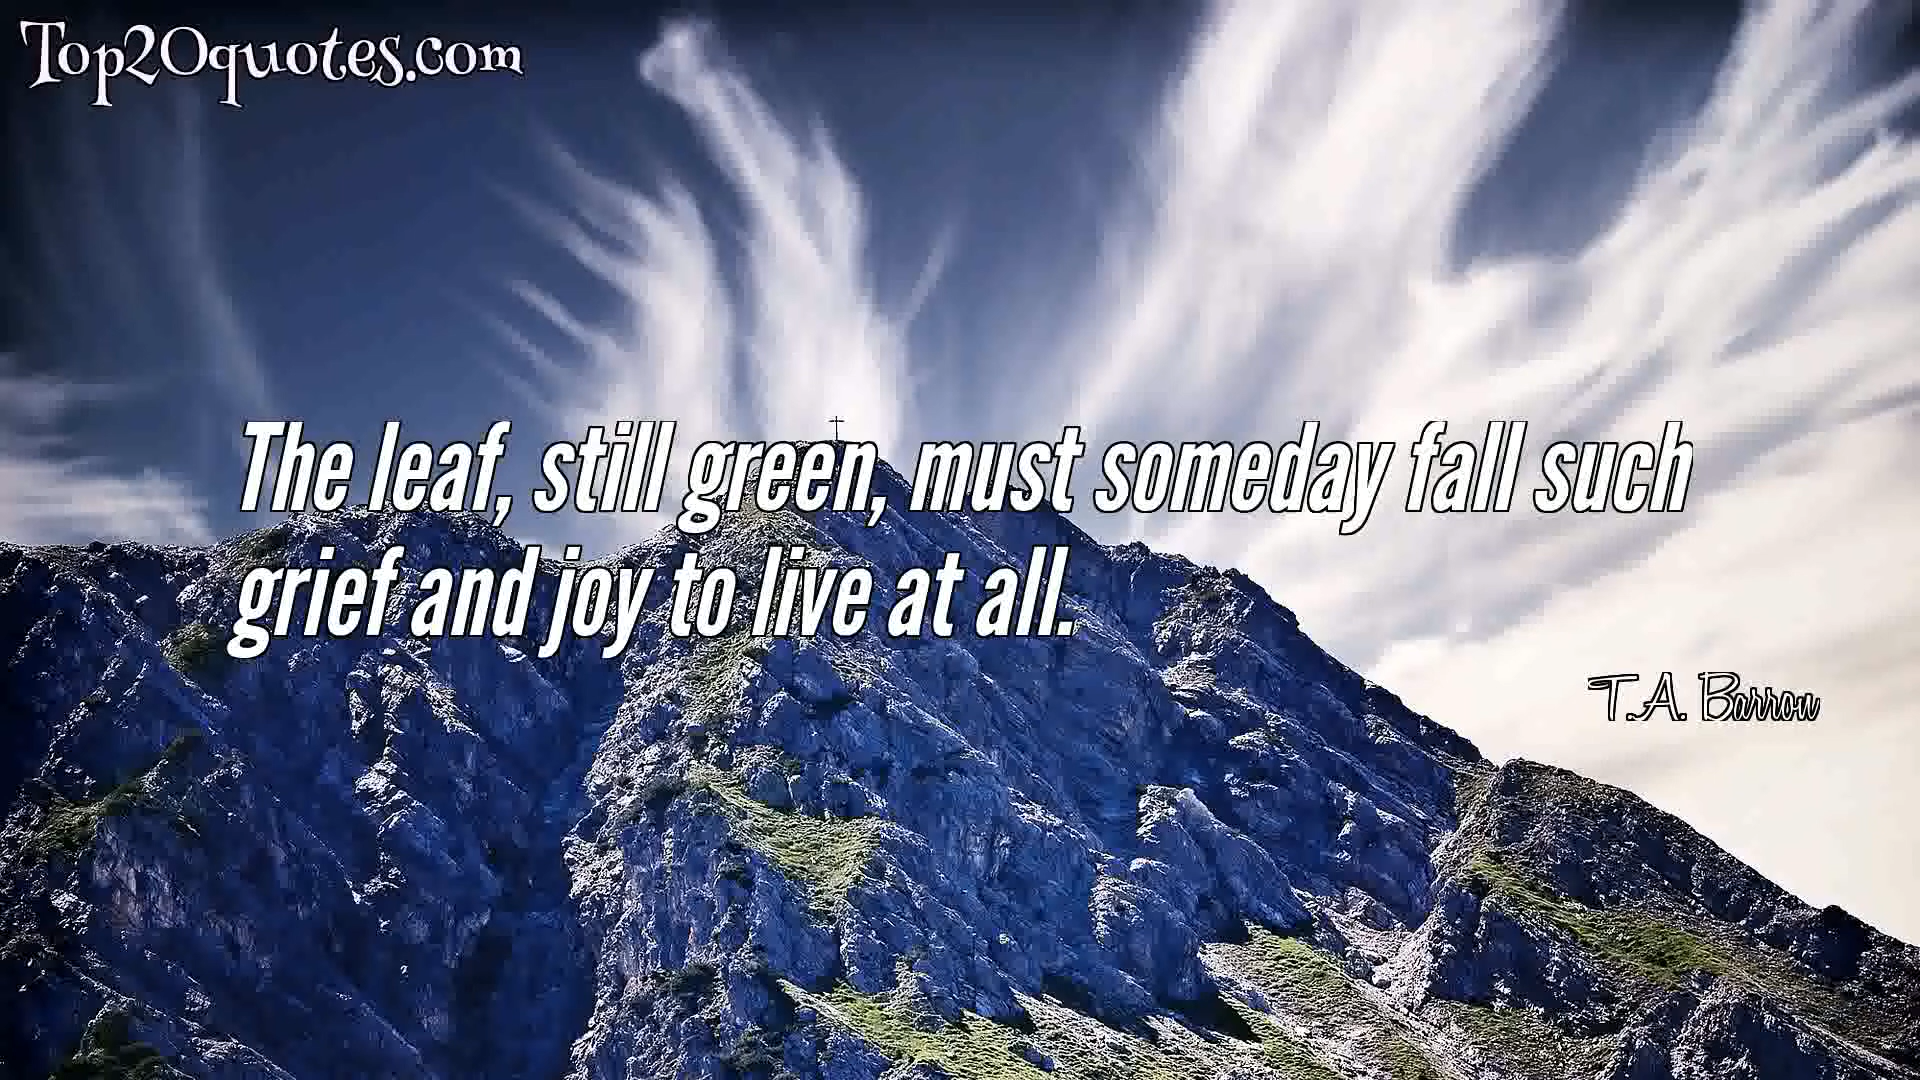 Top20quotes.com
The leaf, still green, must someday fall such
grief and joy to live at all.
T.A. Barron